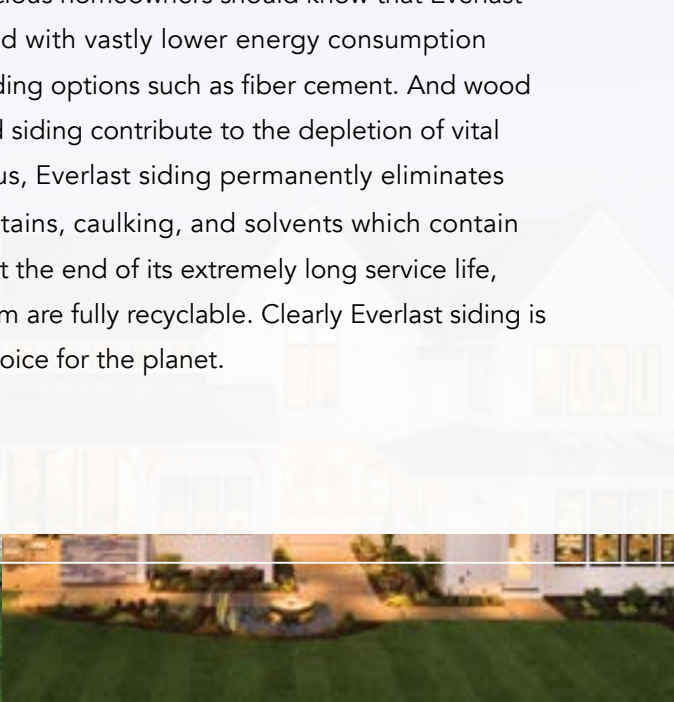 cious homeowners should know that Everlast
d with vastly lower energy consumption
ding options such as fiber cement. And wood
d siding contribute to the depletion of vital
us, Everlast siding permanently eliminates
tains, caulking, and solvents which contain
t the end of its extremely long service life,
m are fully recyclable. Clearly Everlast siding is
oice for the planet.